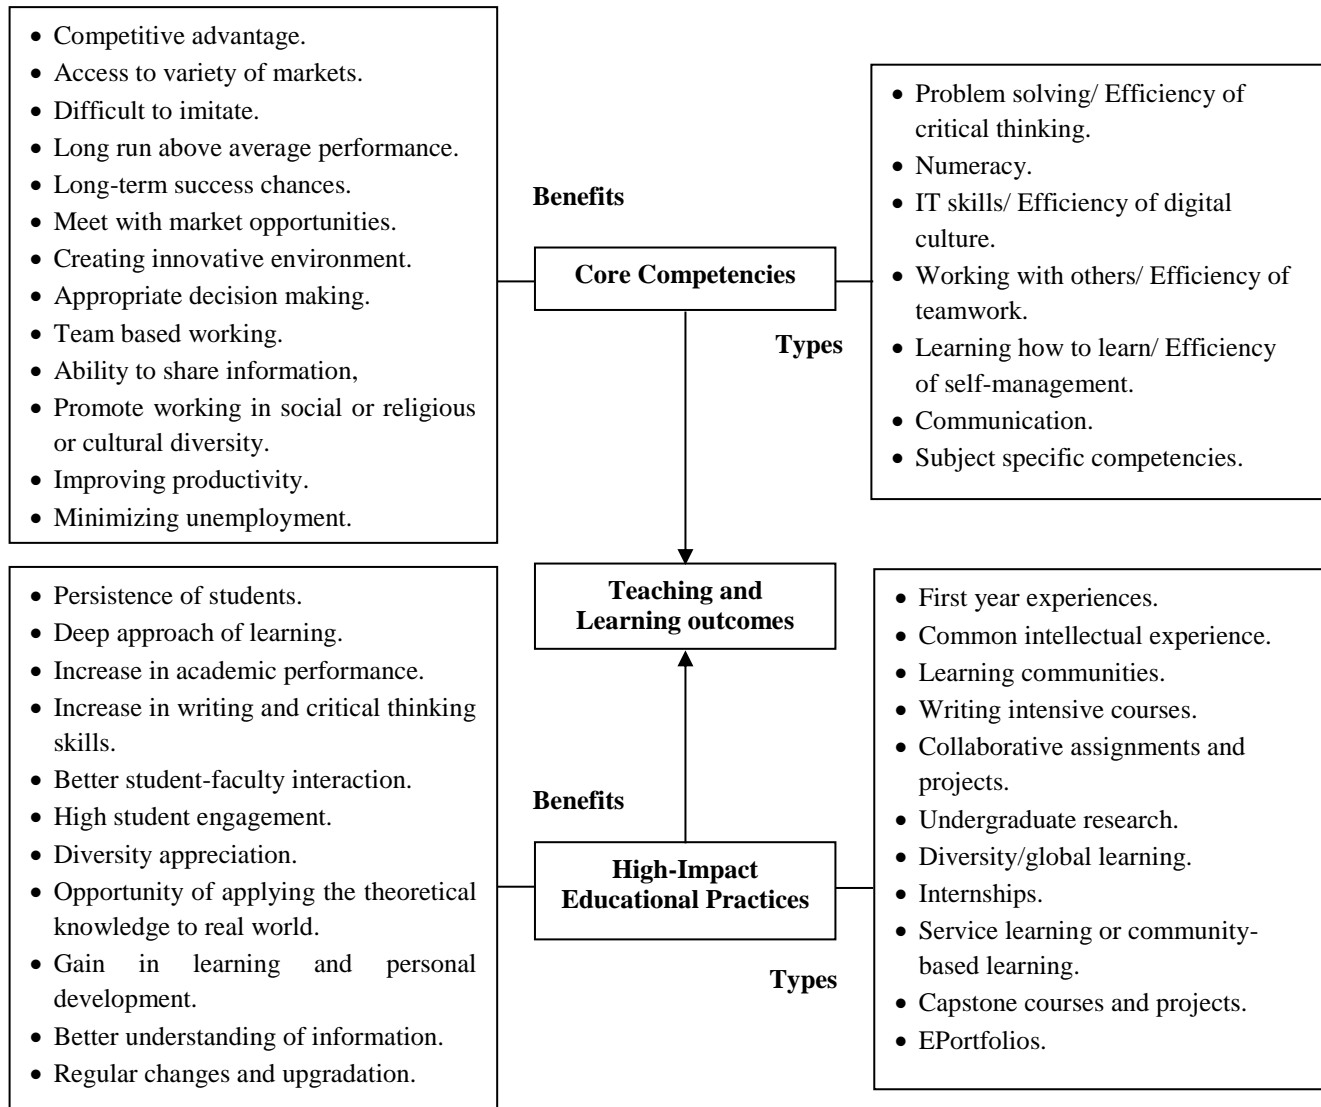 • Competitive advantage.
• Access to variety of markets.
• Difficult to imitate.
• Long run above average performance.
• Long-term success chances.
• Meet with market opportunities.
• Creating innovative environment.
• Appropriate decision making.
• Team based working.
• Ability to share information,
• Promote working in social or religious
or cultural diversity.
• Improving productivity.
• Minimizing unemployment.
Benefits
Core Competencies
Types
• Problem solving/ Efficiency of
critical thinking.
• Numeracy.
• IT skills/ Efficiency of digital
culture.
• Working with others/ Efficiency of
teamwork.
• Learning how to learn/ Efficiency
of self-management.
• Communication.
• Subject specific competencies.
Teaching and
Learning outcomes
• Persistence of students.
• Deep approach of learning.
• Increase in academic performance.
• Increase in writing and critical thinking
skills.
• Better student-faculty interaction.
• High student engagement.
• Diversity appreciation.
• Opportunity of applying the theoretical
knowledge to real world.
• Gain in learning and personal
development.
• Better understanding of information.
• Regular changes and upgradation.
Benefits
High-Impact
Educational Practices
Types
• First year experiences.
• Common intellectual experience.
• Learning communities.
• Writing intensive courses.
• Collaborative assignments and
projects.
• Undergraduate research.
• Diversity/global learning.
• Internships.
• Service learning or community-
based learning.
• Capstone courses and projects.
• EPortfolios.